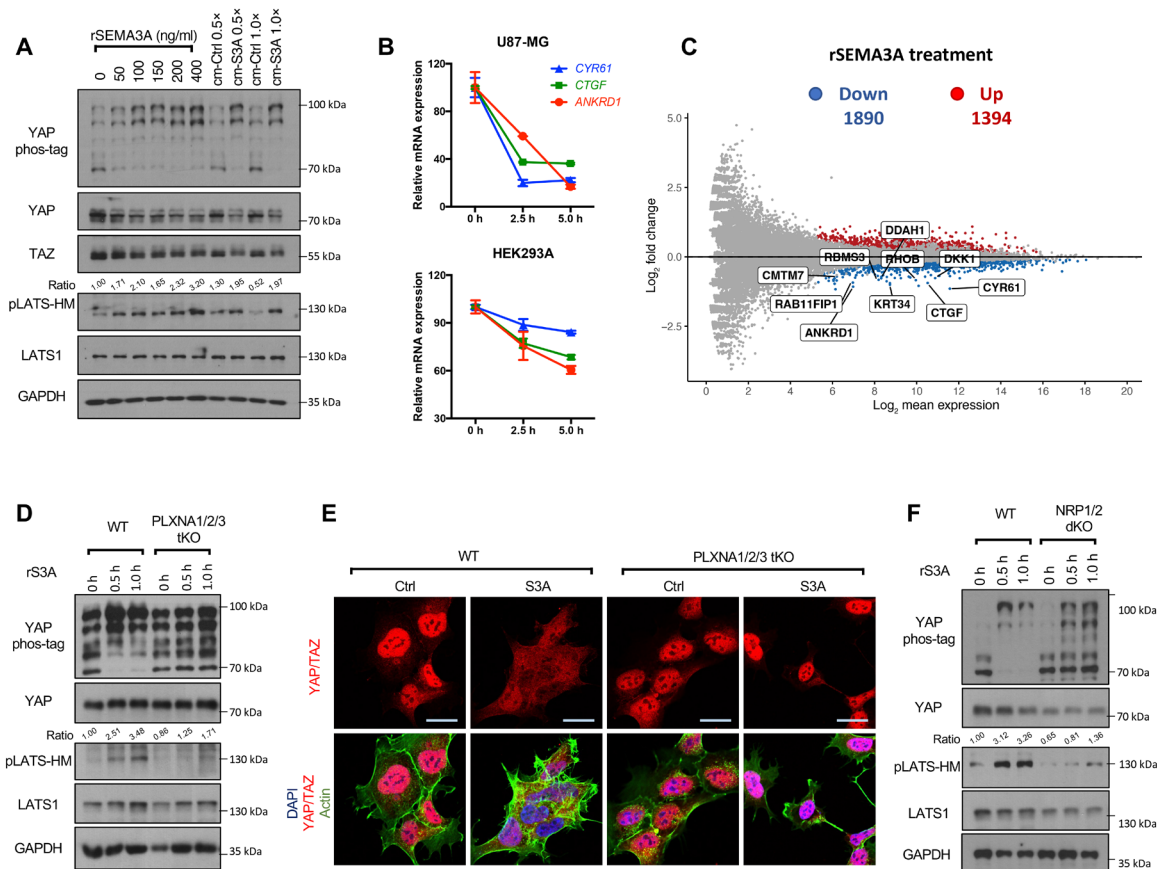 A
rSEMA3A (ng/ml)
0
50
100
150
200
400
cm-Ctrl 0.5×
cm-S3A 0.5×
cm-Ctrl 1.0×
cm-S3A 1.0×
YAP
phos-tag
100 kDa
70 kDa
YAP
70 kDa
TAZ
55 kDa
Ratio 1.00 1.71 2.10 1.65 2.32 3.20 1.30 1.95 0.52 1.97
pLATS-HM
130 kDa
LATS1
130 kDa
GAPDH
35 kDa
B
U87-MG
CYR61
CTGF
ANKRD1
Relative mRNA expression
120
80
40
0
0 h 2.5 h 5.0 h
HEK293A
Relative mRNA expression
120
90
60
30
0 h 2.5 h 5.0 h
C
rSEMA3A treatment
Down
1890
Up
1394
Log2 fold change
5.0
2.5
0.0
−2.5
DDAH1
RBMS3
RHOB
DKK1
CMTM7
CYR61
RAB11FIP1
KRT34
CTGF
ANKRD1
0 2 4 6 8 10 12 14 16 18 20
Log2 mean expression
D
WT
PLXNA1/2/3
tKO
rS3A
0 h
0.5 h
1.0 h
0 h
0.5 h
1.0 h
YAP
phos-tag
100 kDa
70 kDa
YAP
70 kDa
Ratio 1.00 2.51 3.48 0.86 1.25 1.71
pLATS-HM
130 kDa
LATS1
130 kDa
GAPDH
35 kDa
E
WT
PLXNA1/2/3 tKO
Ctrl
S3A
Ctrl
S3A
YAP/TAZ
DAPI
YAP/TAZ
Actin
F
WT
NRP1/2
dKO
rS3A
0 h
0.5 h
1.0 h
0 h
0.5 h
1.0 h
YAP
phos-tag
100 kDa
70 kDa
YAP
70 kDa
Ratio 1.00 3.12 3.26 0.65 0.81 1.36
pLATS-HM
130 kDa
LATS1
130 kDa
GAPDH
35 kDa